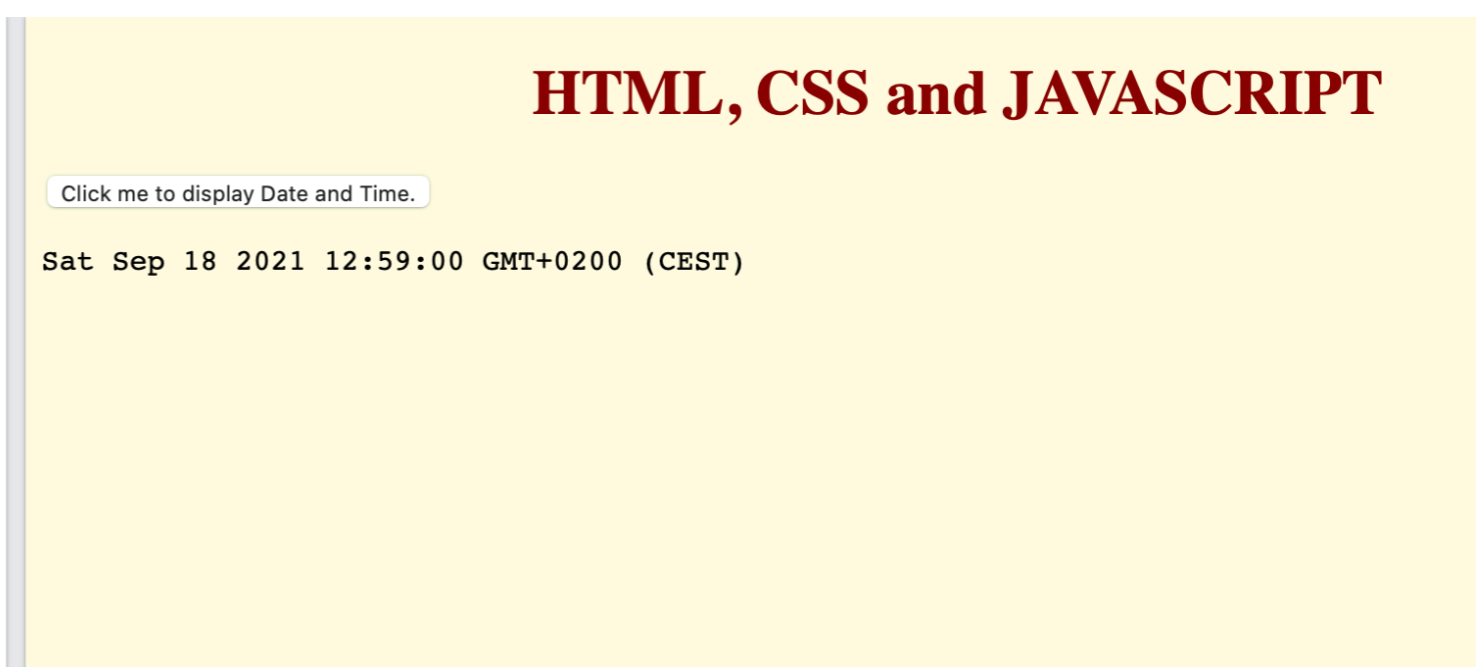 HTML, CSS and JAVASCRIPT
Click me to display Date and Time.
Sat Sep 18 2021 12:59:00 GMT+0200 (CEST)